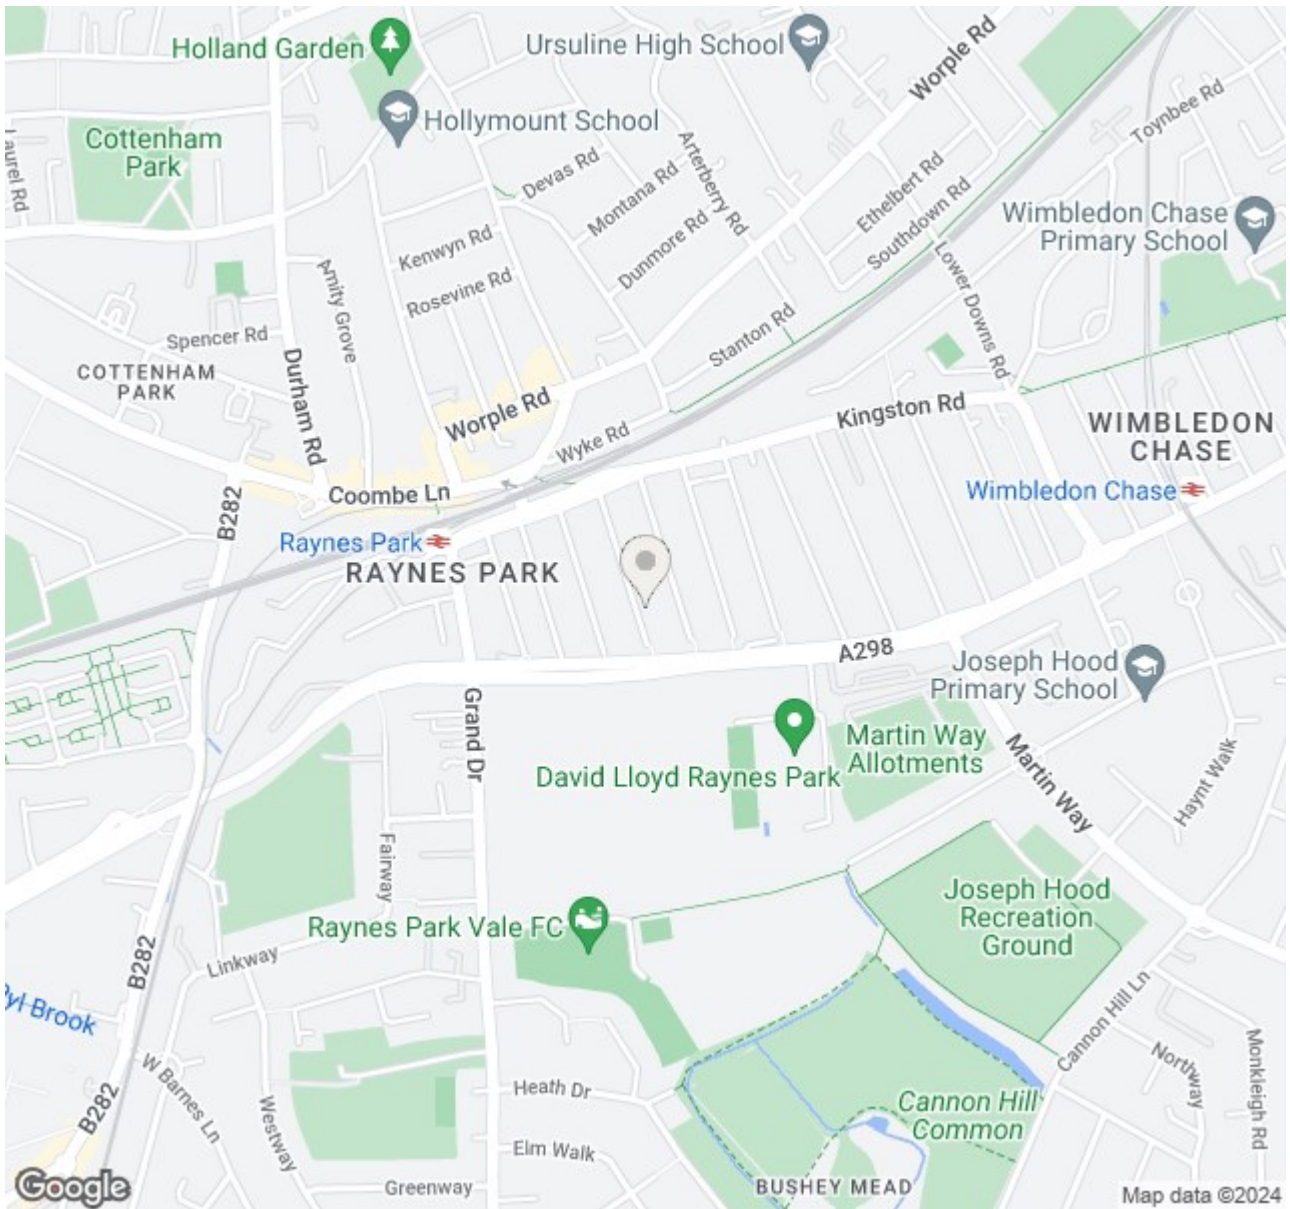 Holland Garden
Ursuline High School
Worple Rd
Toynbee Rd
Hollymount School
Cottenham
Park
Laurel Rd
Devas Rd
Montana Rd
Arterberry Rd
Ethelbert Rd
Southdown Rd
Wimbledon Chase
Primary School
Kenwyn Rd
Dunmore Rd
Rosevine Rd
Lower Downs Rd
Amity Grove
Spencer Rd
Stanton Rd
COTTENHAM
PARK
Durham Rd
Worple Rd
Kingston Rd
WIMBLEDON
CHASE
Wyke Rd
Coombe Ln
Wimbledon Chase
B282
Raynes Park
RAYNES PARK
A298
Joseph Hood
Primary School
Grand Dr
Martin Way
Allotments
David Lloyd Raynes Park
Martin Way
Haynt Walk
Fairway
Joseph Hood
Recreation
Ground
Raynes Park Vale FC
Linkway
B282
Pyl Brook
Cannon Hill Ln
Northway
Monkleigh Rd
W Barnes Ln
B282
Westway
Heath Dr
Cannon Hill
Common
Elm Walk
BUSHEY MEAD
Greenway
Google
Map data ©2024